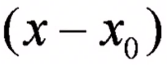 (x − x₀)